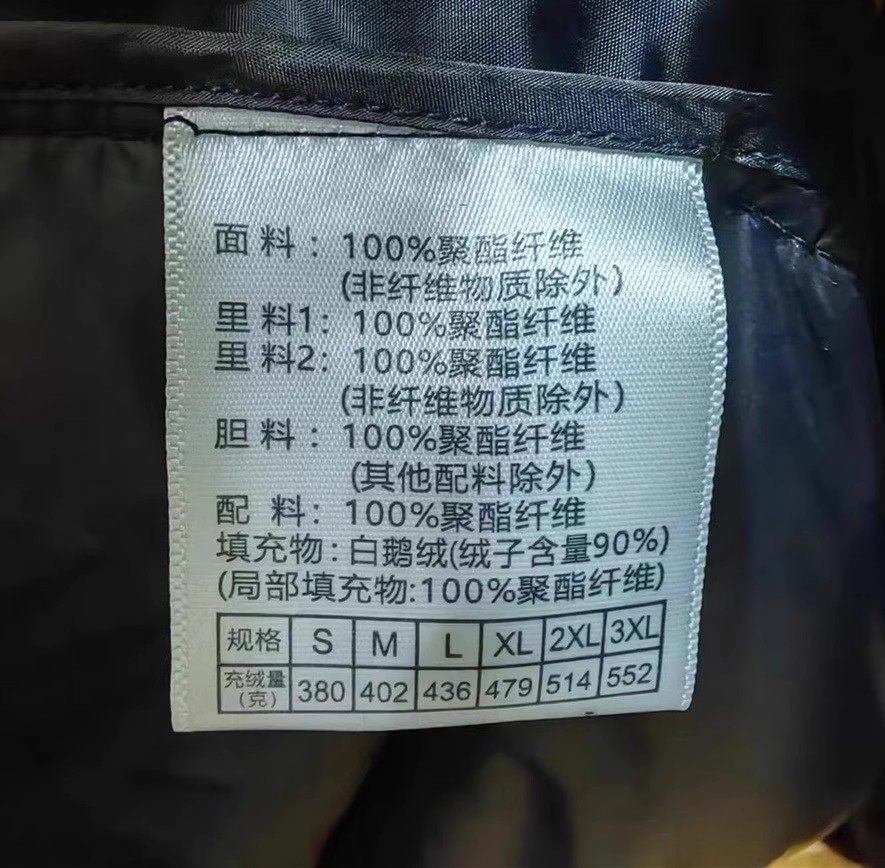 面料：100%聚酯纤维
(非纤维物质除外)
里料1：100%聚酯纤维
里料2：100%聚酯纤维
(非纤维物质除外)
胆料：100%聚酯纤维
(其他配料除外)
配料：100%聚酯纤维
填充物：白鹅绒(绒子含量90%)
(局部填充物:100%聚酯纤维)
规格 S M L XL 2XL 3XL
充绒量(克) 380 402 436 479 514 552